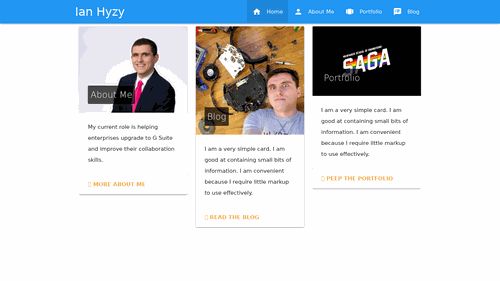 Ian Hyzy
Home
About Me
Portfolio
Blog
About Me
My current role is helping
enterprises upgrade to G Suite
and improve their collaboration
skills.
MORE ABOUT ME
Blog
I am a very simple card. I am
good at containing small bits of
information. I am convenient
because I require little markup
to use effectively.
READ THE BLOG
SAGA
Portfolio
I am a very simple card. I am
good at containing small bits of
information. I am convenient
because I require little markup
to use effectively.
PEEP THE PORTFOLIO